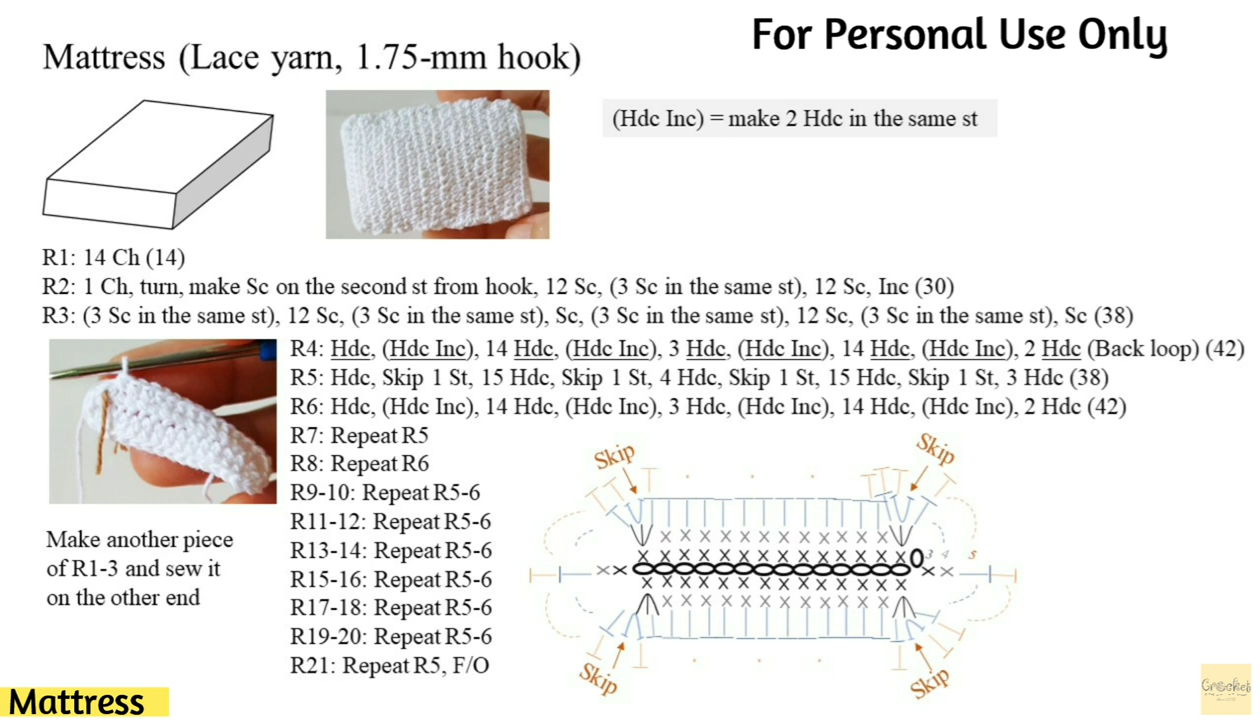 For Personal Use Only
Mattress (Lace yarn, 1.75-mm hook)
(Hdc Inc) = make 2 Hdc in the same st
R1: 14 Ch (14)
R2: 1 Ch, turn, make Sc on the second st from hook, 12 Sc, (3 Sc in the same st), 12 Sc, Inc (30)
R3: (3 Sc in the same st), 12 Sc, (3 Sc in the same st), Sc, (3 Sc in the same st), 12 Sc, (3 Sc in the same st), Sc (38)
R4: Hdc, (Hdc Inc), 14 Hdc, (Hdc Inc), 3 Hdc, (Hdc Inc), 14 Hdc, (Hdc Inc), 2 Hdc (Back loop) (42)
R5: Hdc, Skip 1 St, 15 Hdc, Skip 1 St, 4 Hdc, Skip 1 St, 15 Hdc, Skip 1 St, 3 Hdc (38)
R6: Hdc, (Hdc Inc), 14 Hdc, (Hdc Inc), 3 Hdc, (Hdc Inc), 14 Hdc, (Hdc Inc), 2 Hdc (42)
R7: Repeat R5
R8: Repeat R6
R9-10: Repeat R5-6
R11-12: Repeat R5-6
R13-14: Repeat R5-6
R15-16: Repeat R5-6
R17-18: Repeat R5-6
R19-20: Repeat R5-6
R21: Repeat R5, F/O
Make another piece
of R1-3 and sew it
on the other end
Skip
Skip
3 4 5
Skip
Skip
Mattress
Crochet